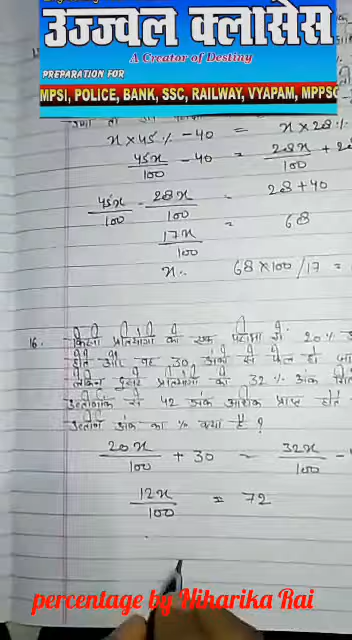 उज्ज्वल क्लासेस
A Creator of Destiny
PREPARATION FOR
MPSI, POLICE, BANK, SSC, RAILWAY, VYAPAM, MPPSC
x × 45% - 40 = x × 28%
45x/100 - 40 = 28x/100 + 2
45x/100 - 28x/100 = 28 + 40
17x/100 = 68
x = 68 × 100 / 17 =
16. किसी प्रतियोगी को एक परीक्षा में 20%
होते और वह 30 अंकों से फेल हो
लेकिन दूसरे प्रतियोगी को 32% अंक
उत्तीर्णांक से 42 अंक अधिक प्राप्त होते
उत्तीर्ण अंक का % क्या है?
20x/100 + 30 = 32x/100 -
12x/100 = 72
percentage by Niharika Rai